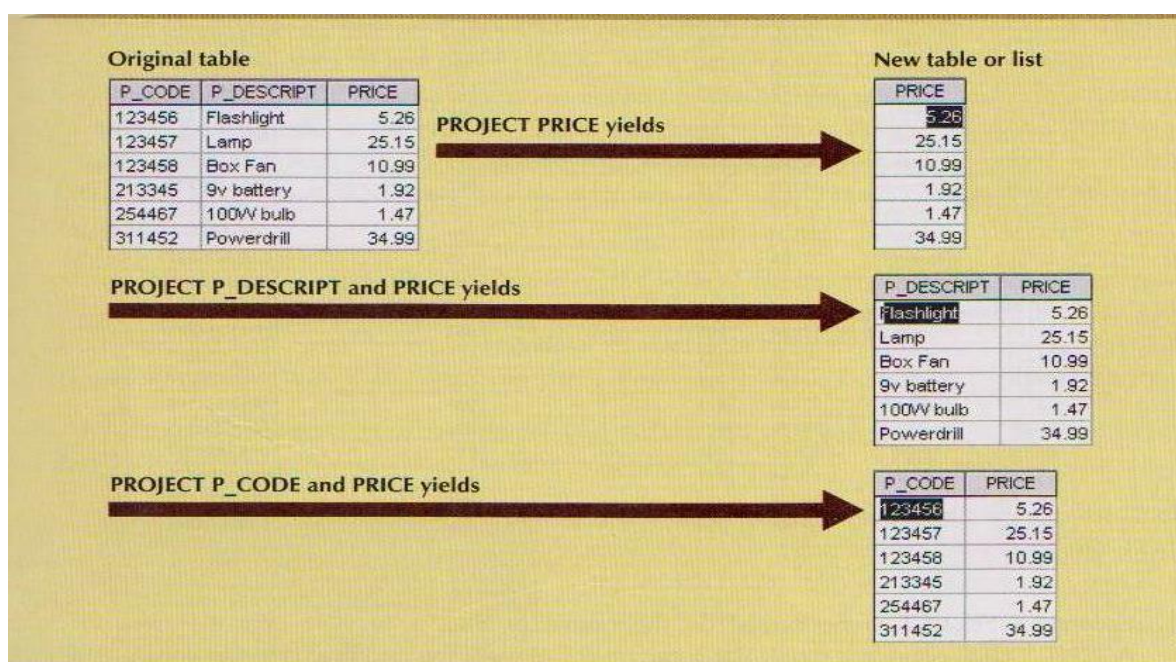 Original table
P_CODE P_DESCRIPT PRICE
123456 Flashlight 5.26
123457 Lamp 25.15
123458 Box Fan 10.99
213345 9v battery 1.92
254467 100W bulb 1.47
311452 Powerdrill 34.99
PROJECT PRICE yields
New table or list
PRICE
5.26
25.15
10.99
1.92
1.47
34.99
PROJECT P_DESCRIPT and PRICE yields
P_DESCRIPT PRICE
Flashlight 5.26
Lamp 25.15
Box Fan 10.99
9v battery 1.92
100W bulb 1.47
Powerdrill 34.99
PROJECT P_CODE and PRICE yields
P_CODE PRICE
123456 5.26
123457 25.15
123458 10.99
213345 1.92
254467 1.47
311452 34.99